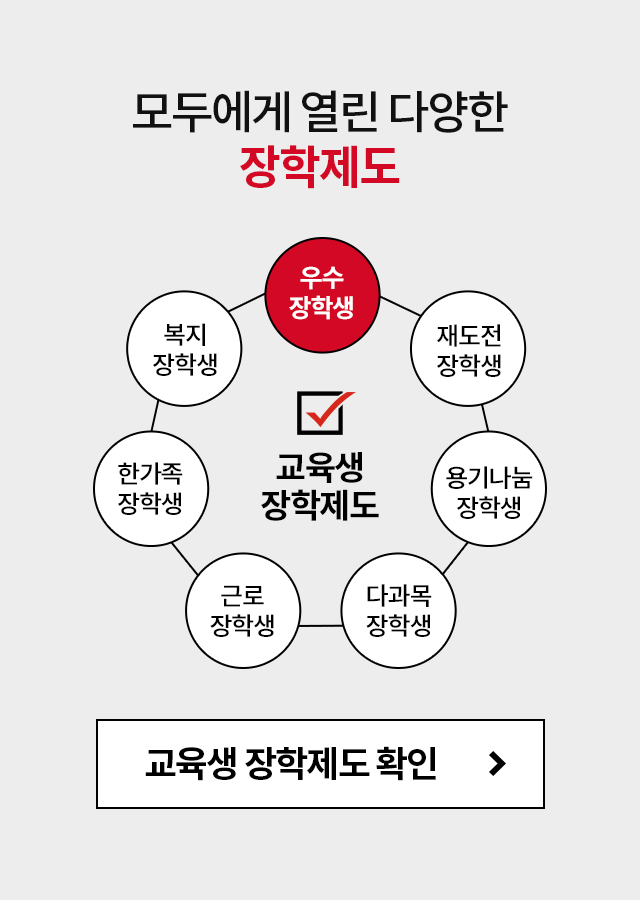 모두에게 열린 다양한
장학제도
우수
장학생
복지
장학생
재도전
장학생
교육생
장학제도
한가족
장학생
용기나눔
장학생
근로
장학생
다과목
장학생
교육생 장학제도 확인